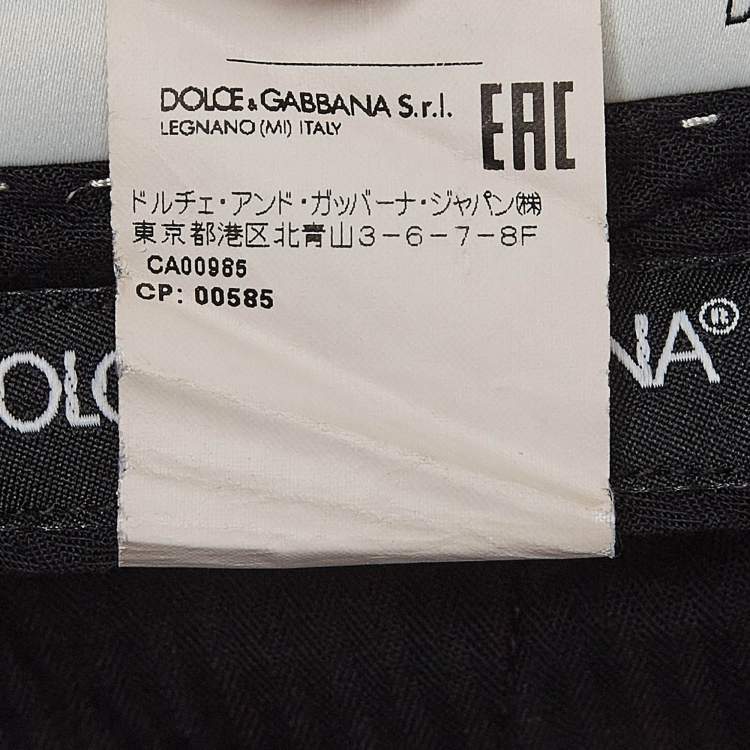 DOLCE & GABBANA S.r.l.
LEGNANO (MI) ITALY
EAC
ドルチェ・アンド・ガッバーナ・ジャパン㈱
東京都港区北青山3-6-7-8F
CA00985
CP: 00585